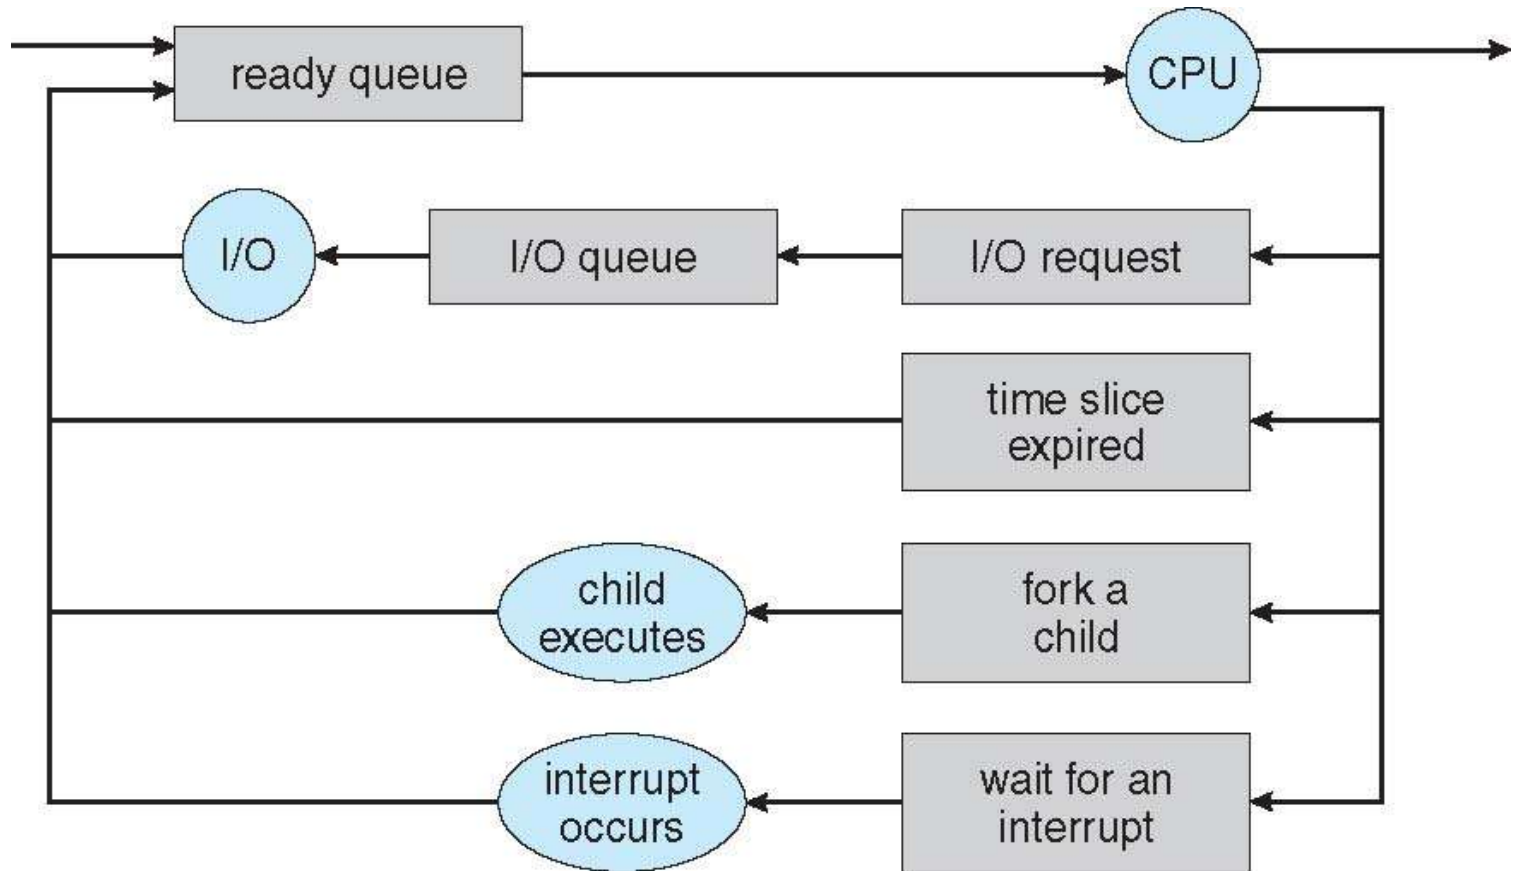 ready queue
CPU
I/O
I/O queue
I/O request
time slice
expired
child
executes
fork a
child
interrupt
occurs
wait for an
interrupt